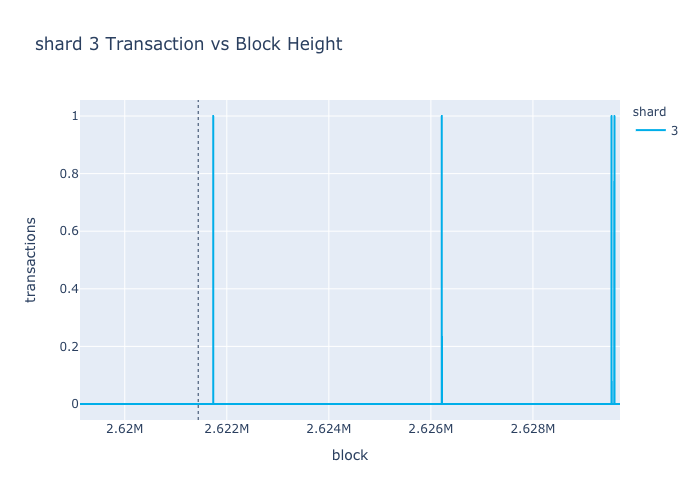 shard 3 Transaction vs Block Height
shard
3
1
0.8
0.6
0.4
0.2
0
transactions
2.62M 2.622M 2.624M 2.626M 2.628M
block